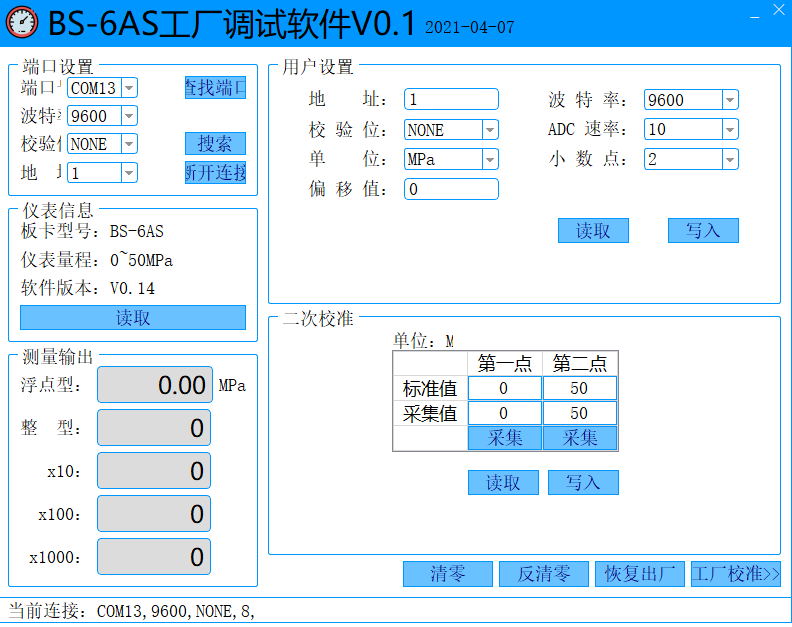 BS-6AS工厂调试软件V0.1 2021-04-07
端口设置
COM13
查找端口
波特率 9600
校验位 NONE 搜索
地 1
断开连接
仪表信息
板卡型号: BS-6AS
仪表量程: 0~50MPa
软件版本: V0.14
读取
测量输出
浮点型: 0.00 MPa
整 型: 0
x10: 0
x100: 0
x1000: 0
用户设置
地 址: 1 波 特 率: 9600
校 验 位: NONE ADC 速率: 10
单 位: MPa 小 数 点: 2
偏 移 值: 0
读取 写入
二次校准
单位: M
第一点 第二点
标准值 0 50
采集值 0 50
采集 采集
读取 写入
清零 反清零 恢复出厂 工厂校准>>
当前连接: COM13,9600,NONE,8,